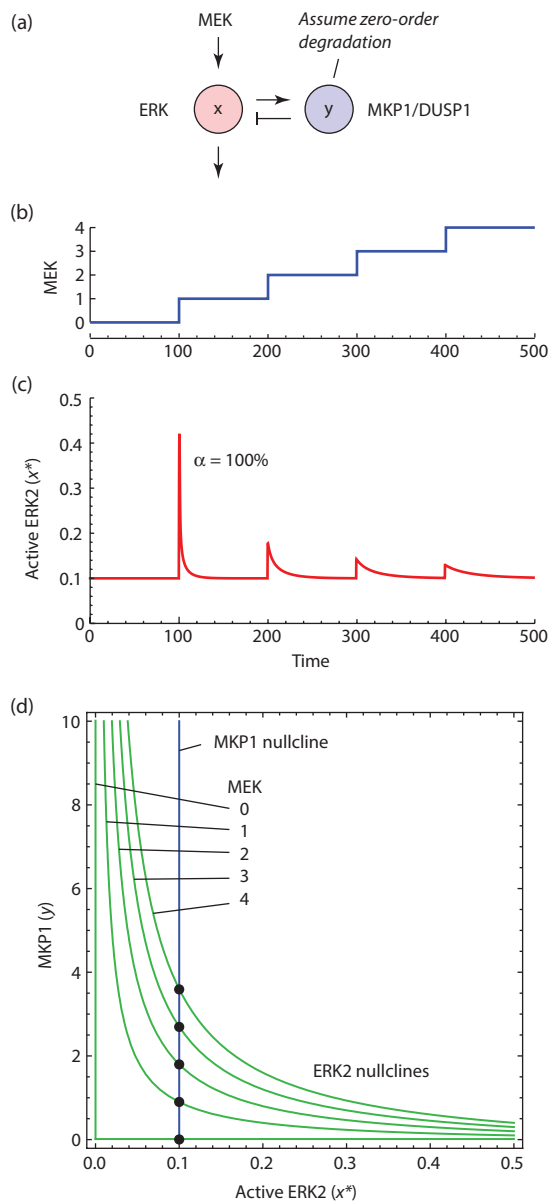 (a)
MEK
Assume zero-order
degradation
ERK
x
y
MKP1/DUSP1
(b)
MEK
4
3
2
1
0
0 100 200 300 400 500
(c)
Active ERK2 (x*)
0.5
0.4
0.3
0.2
0.1
0
α = 100%
0 100 200 300 400 500
Time
(d)
MKP1 (y)
10
8
6
4
2
0
MKP1 nullcline
MEK
0
1
2
3
4
ERK2 nullclines
0.0 0.1 0.2 0.3 0.4 0.5
Active ERK2 (x*)